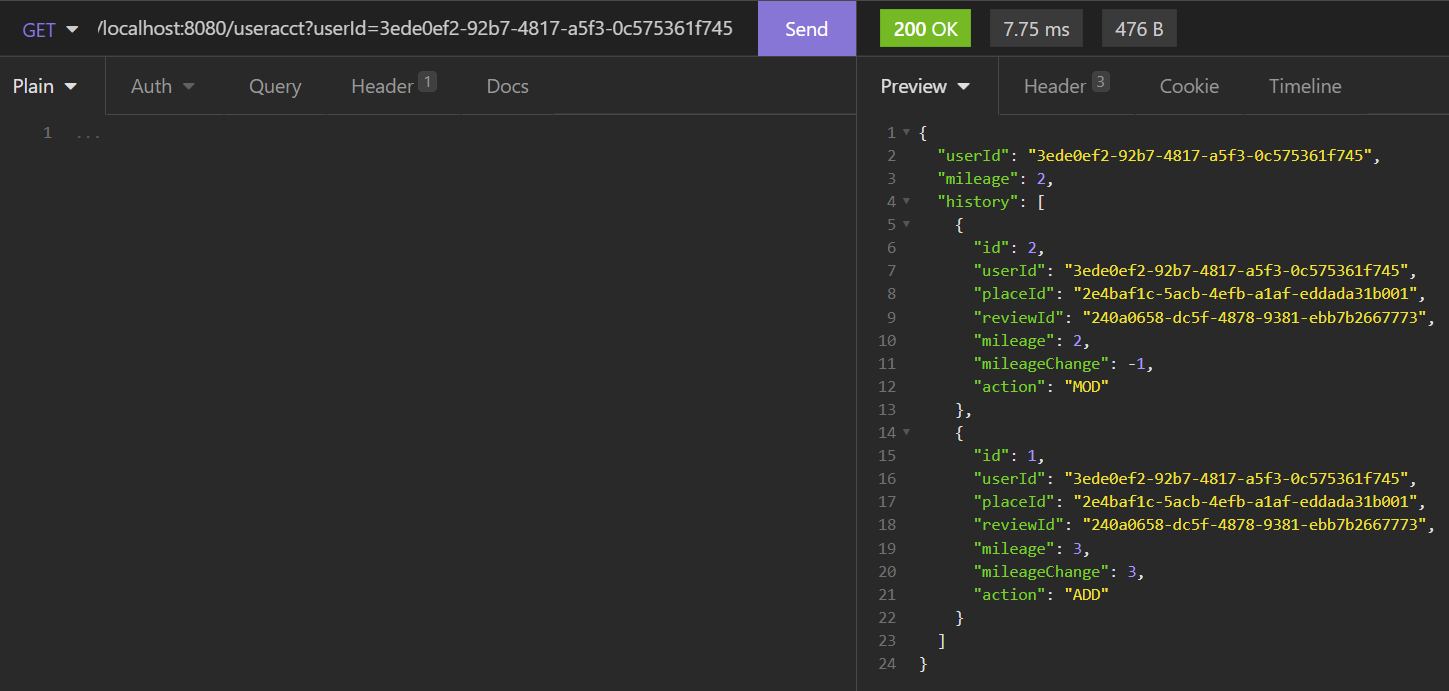 GET /localhost:8080/useracct?userId=3ede0ef2-92b7-4817-a5f3-0c575361f745 Send 200 OK 7.75 ms 476 B
Plain Auth Query Header 1 Docs
1 ...
Preview Header 3 Cookie Timeline
1 {
2 "userId": "3ede0ef2-92b7-4817-a5f3-0c575361f745",
3 "mileage": 2,
4 "history": [
5 {
6 "id": 2,
7 "userId": "3ede0ef2-92b7-4817-a5f3-0c575361f745",
8 "placeId": "2e4baf1c-5acb-4efb-a1af-eddada31b001",
9 "reviewId": "240a0658-dc5f-4878-9381-ebb7b2667773",
10 "mileage": 2,
11 "mileageChange": -1,
12 "action": "MOD"
13 },
14 {
15 "id": 1,
16 "userId": "3ede0ef2-92b7-4817-a5f3-0c575361f745",
17 "placeId": "2e4baf1c-5acb-4efb-a1af-eddada31b001",
18 "reviewId": "240a0658-dc5f-4878-9381-ebb7b2667773",
19 "mileage": 3,
20 "mileageChange": 3,
21 "action": "ADD"
22 }
23 ]
24 }